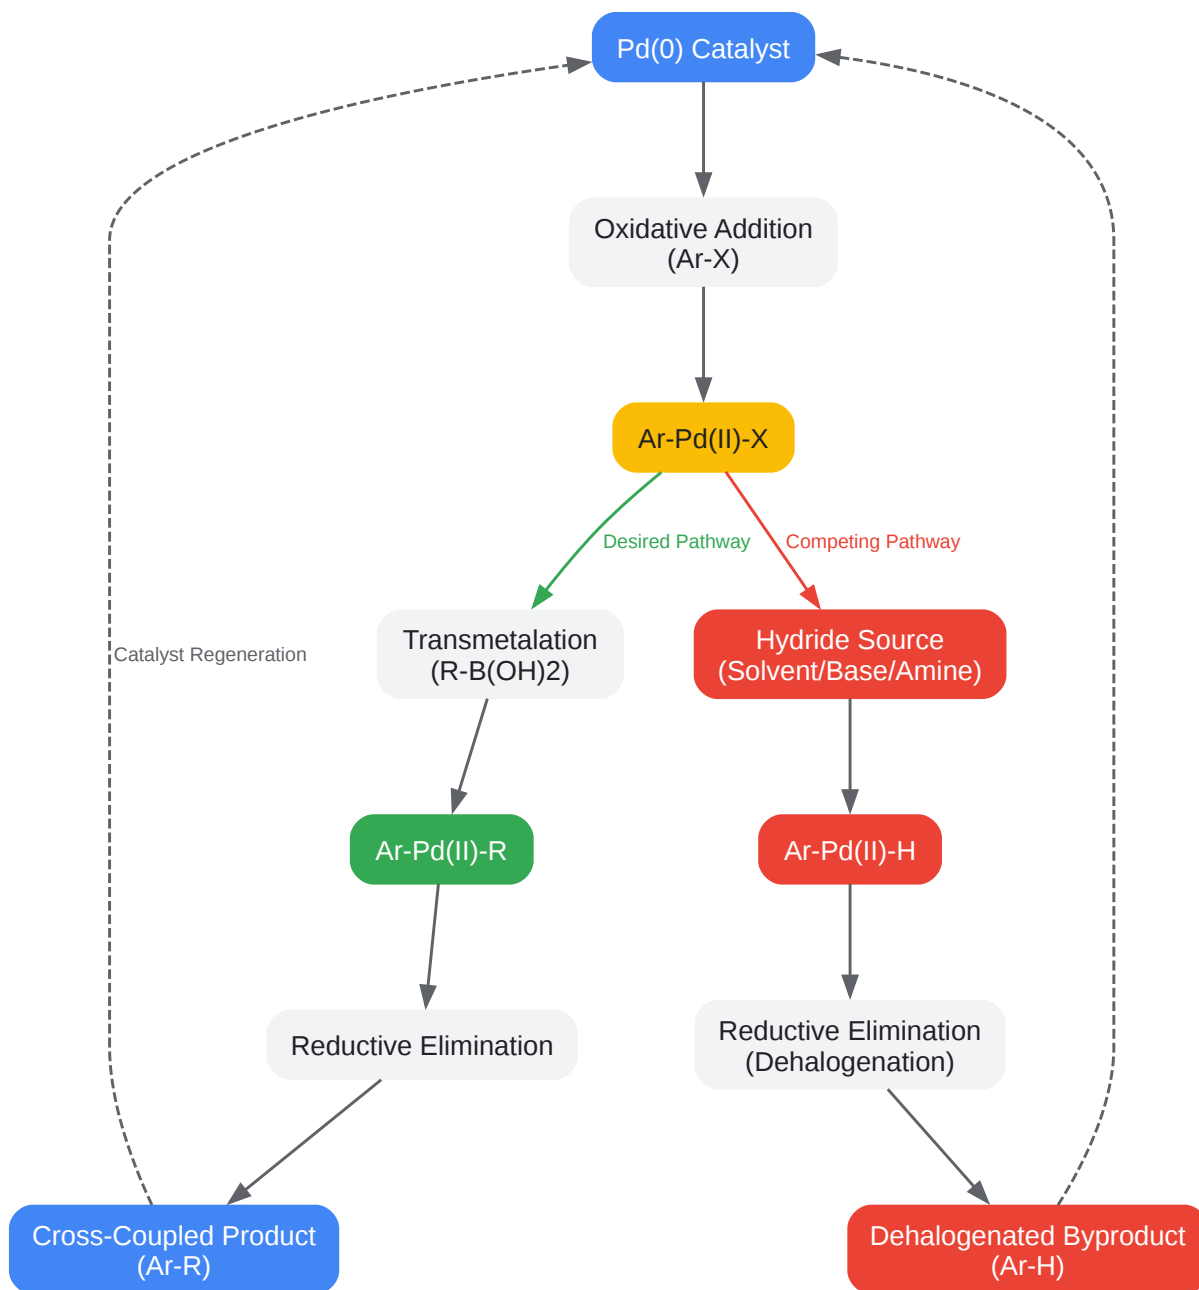 Pd(0) Catalyst
Oxidative Addition
(Ar-X)
Ar-Pd(II)-X
Desired Pathway
Competing Pathway
Transmetalation
(R-B(OH)2)
Hydride Source
(Solvent/Base/Amine)
Catalyst Regeneration
Ar-Pd(II)-R
Ar-Pd(II)-H
Reductive Elimination
Reductive Elimination
(Dehalogenation)
Cross-Coupled Product
(Ar-R)
Dehalogenated Byproduct
(Ar-H)